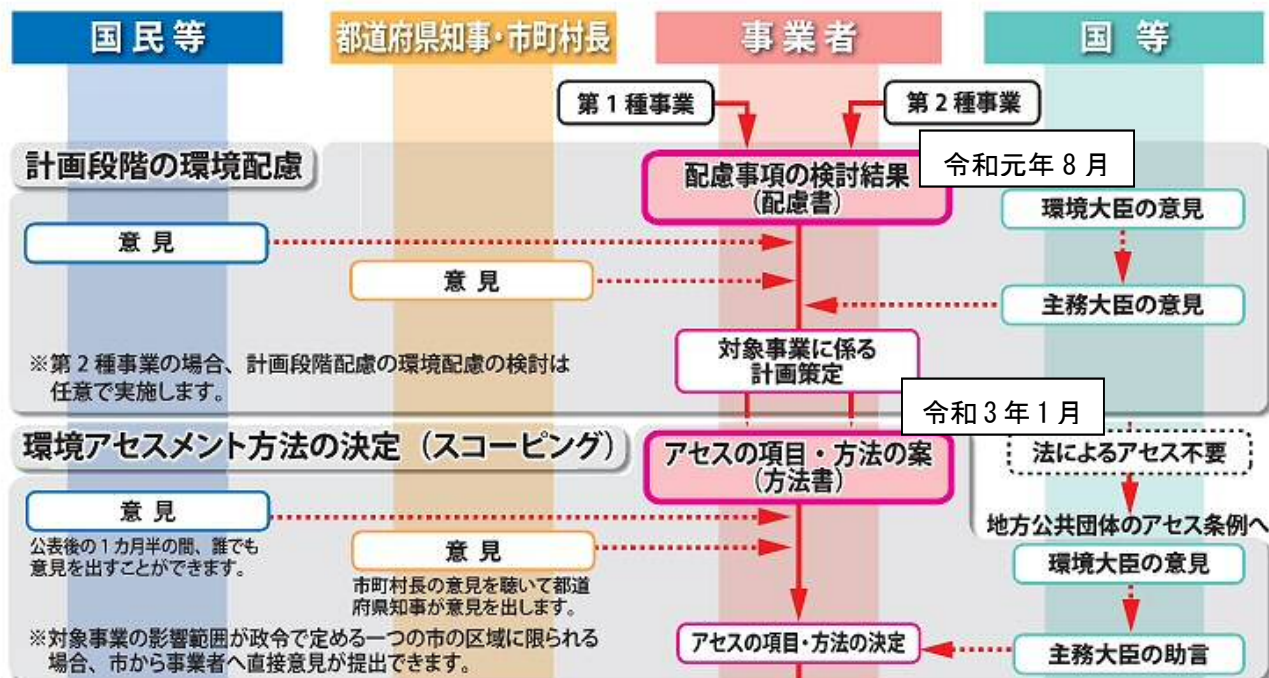 国民等
都道府県知事・市町村長
事業者
国 等
第1種事業
第2種事業
計画段階の環境配慮
配慮事項の検討結果
(配慮書)
令和元年8月
環境大臣の意見
意 見
意 見
主務大臣の意見
対象事業に係る
計画策定
※第2種事業の場合、計画段階配慮の環境配慮の検討は
任意で実施します。
令和3年1月
環境アセスメント方法の決定(スコーピング)
アセスの項目・方法の案
(方法書)
法によるアセス不要
地方公共団体のアセス条例へ
意 見
公表後の1カ月半の間、誰でも
意見を出すことができます。
意 見
市町村長の意見を聴いて都道
府県知事が意見を出します。
環境大臣の意見
※対象事業の影響範囲が政令で定める一つの市の区域に限られる
場合、市から事業者へ直接意見が提出できます。
アセスの項目・方法の決定
主務大臣の助言